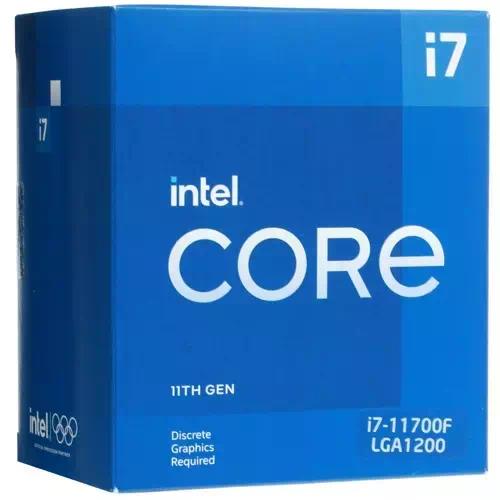 i7
i7
intel.
CORE
11TH GEN
i7-11700F
LGA1200
Discrete
Graphics
Required
intel